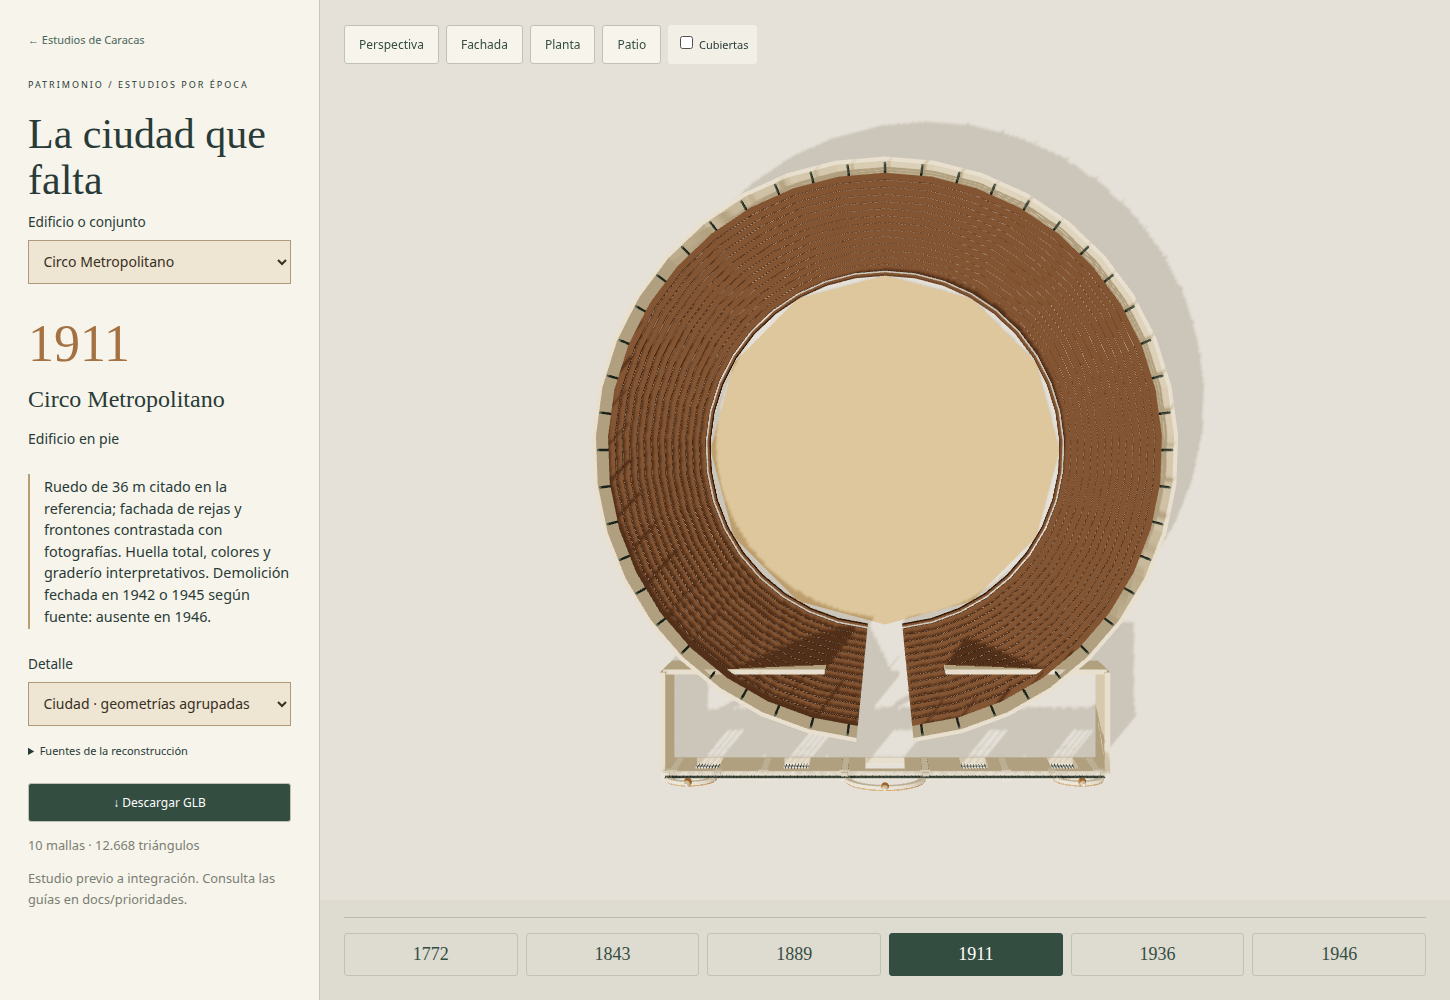 ← Estudios de Caracas
PATRIMONIO / ESTUDIOS POR ÉPOCA
La ciudad que
falta
Edificio o conjunto
Circo Metropolitano
1911
Circo Metropolitano
Edificio en pie
Ruedo de 36 m citado en la
referencia; fachada de rejas y
frontones contrastada con
fotografías. Huella total, colores y
graderío interpretativos. Demolición
fechada en 1942 o 1945 según
fuente: ausente en 1946.
Detalle
Ciudad · geometrías agrupadas
Fuentes de la reconstrucción
↓ Descargar GLB
10 mallas · 12.668 triángulos
Estudio previo a integración. Consulta las
guías en docs/prioridades.
Perspectiva
Fachada
Planta
Patio
Cubiertas
1772
1843
1889
1911
1936
1946